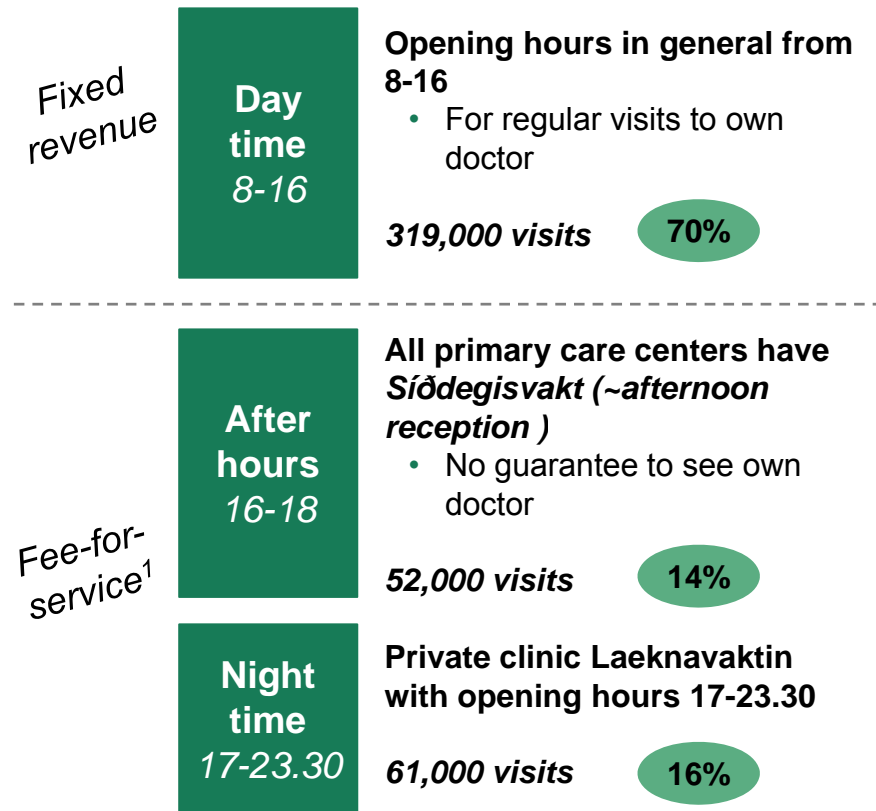 Fixed
revenue
Day
time
8-16
Opening hours in general from
8-16
• For regular visits to own
doctor
319,000 visits
70%
Fee-for-
service¹
After
hours
16-18
All primary care centers have
Síðdegisvakt (~afternoon
reception )
• No guarantee to see own
doctor
52,000 visits
14%
Night
time
17-23.30
Private clinic Laeknavaktin
with opening hours 17-23.30
61,000 visits
16%